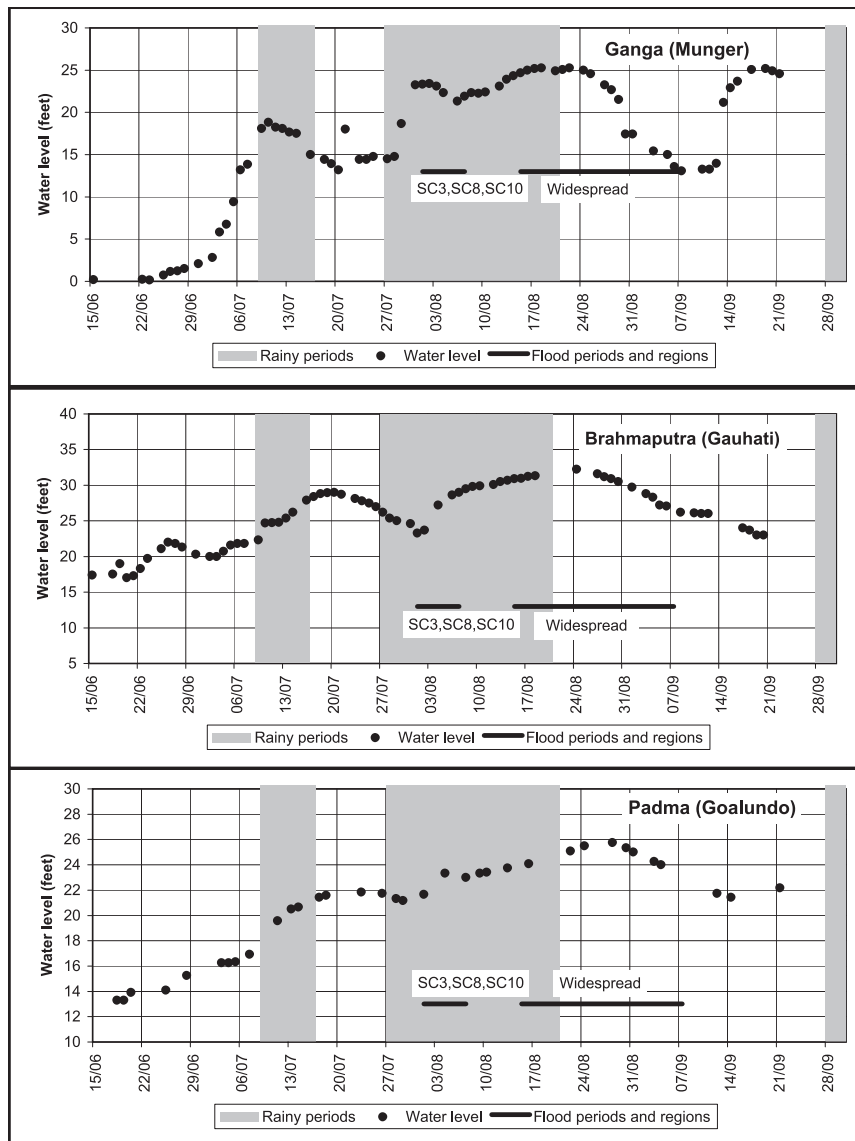 Ganga (Munger)
Water level (feet)
30
25
20
15
10
5
0
SC3,SC8,SC10 Widespread
15/06 22/06 29/06 06/07 13/07 20/07 27/07 03/08 10/08 17/08 24/08 31/08 07/09 14/09 21/09 28/09
Rainy periods Water level Flood periods and regions
Brahmaputra (Gauhati)
Water level (feet)
40
35
30
25
20
15
10
5
SC3,SC8,SC10 Widespread
15/06 22/06 29/06 06/07 13/07 20/07 27/07 03/08 10/08 17/08 24/08 31/08 07/09 14/09 21/09 28/09
Rainy periods Water level Flood periods and regions
Padma (Goalundo)
Water level (feet)
30
28
26
24
22
20
18
16
14
12
10
SC3,SC8,SC10 Widespread
15/06 22/06 29/06 06/07 13/07 20/07 27/07 03/08 10/08 17/08 24/08 31/08 07/09 14/09 21/09 28/09
Rainy periods Water level Flood periods and regions